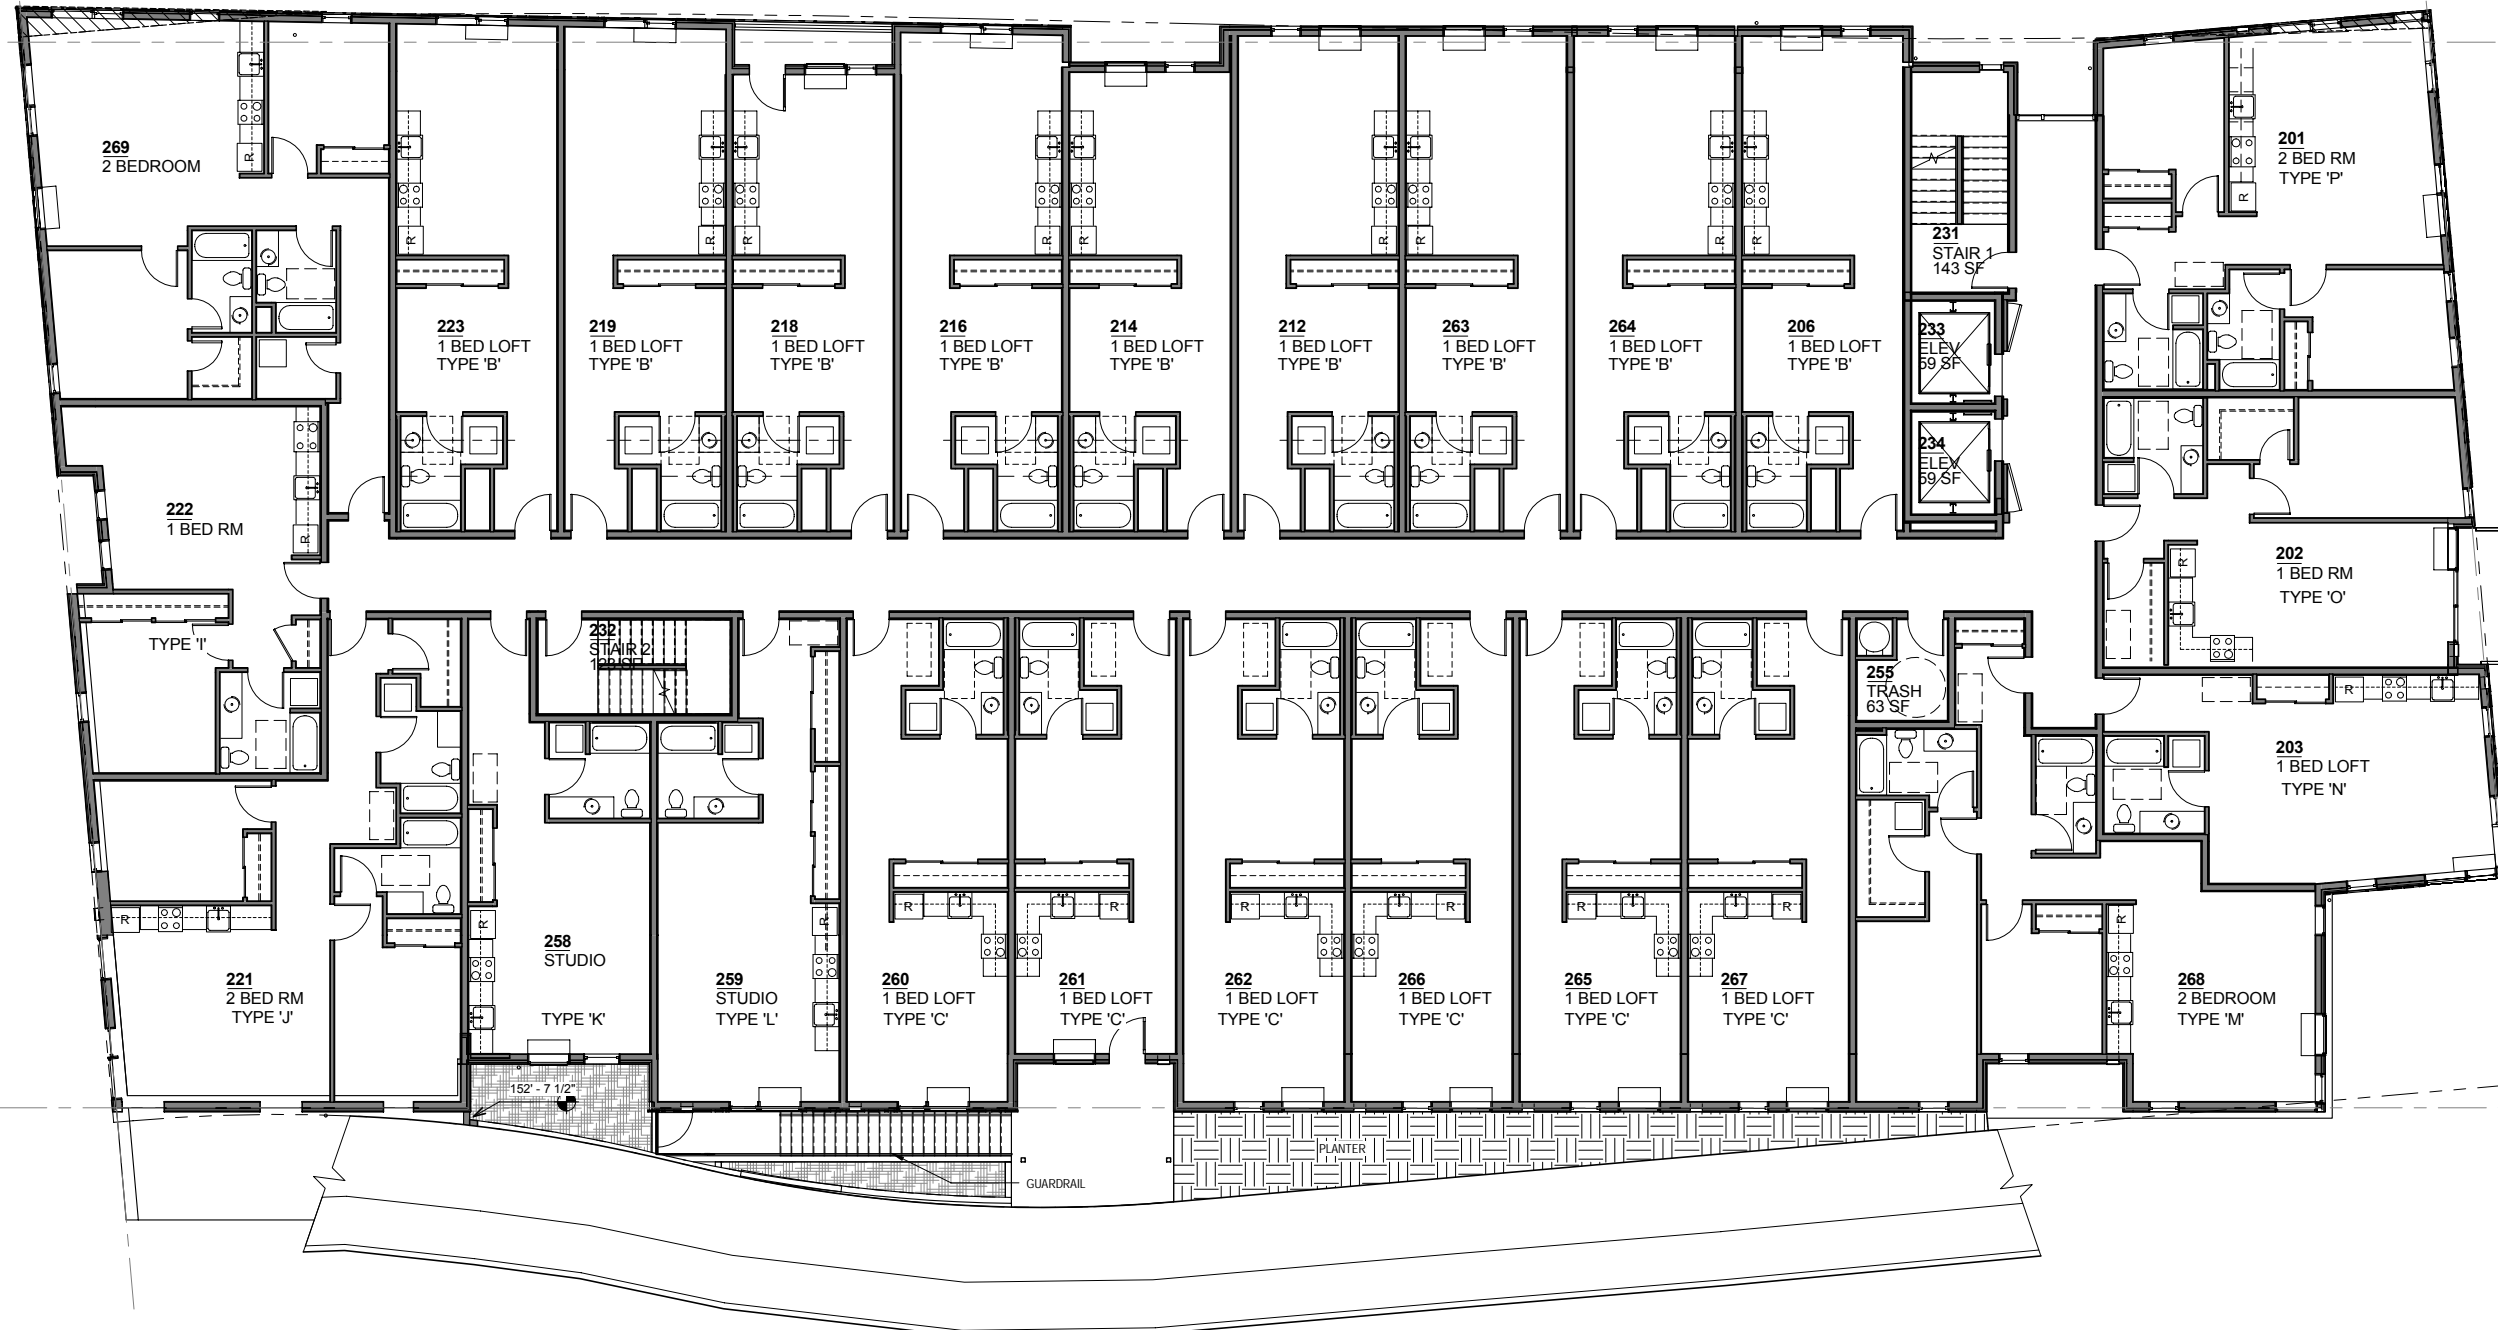 269
2 BEDROOM
R
R
223
1 BED LOFT
TYPE 'B'
R
219
1 BED LOFT
TYPE 'B'
R
218
1 BED LOFT
TYPE 'B'
R
216
1 BED LOFT
TYPE 'B'
R
214
1 BED LOFT
TYPE 'B'
R
212
1 BED LOFT
TYPE 'B'
R
263
1 BED LOFT
TYPE 'B'
R
264
1 BED LOFT
TYPE 'B'
R
206
1 BED LOFT
TYPE 'B'
231
STAIR 1
143 SF
233
ELEV
59 SF
234
ELEV
59 SF
201
2 BED RM
TYPE 'P'
R
222
1 BED RM
R
TYPE 'I'
202
1 BED RM
TYPE 'O'
R
232
STAIR 2
255
TRASH
63 SF
R
203
1 BED LOFT
TYPE 'N'
R
221
2 BED RM
TYPE 'J'
R
258
STUDIO
TYPE 'K'
R
259
STUDIO
TYPE 'L'
R
260
1 BED LOFT
TYPE 'C'
R
261
1 BED LOFT
TYPE 'C'
R
262
1 BED LOFT
TYPE 'C'
R
266
1 BED LOFT
TYPE 'C'
R
265
1 BED LOFT
TYPE 'C'
R
267
1 BED LOFT
TYPE 'C'
R
268
2 BEDROOM
TYPE 'M'
152' - 7 1/2"
PLANTER
GUARDRAIL